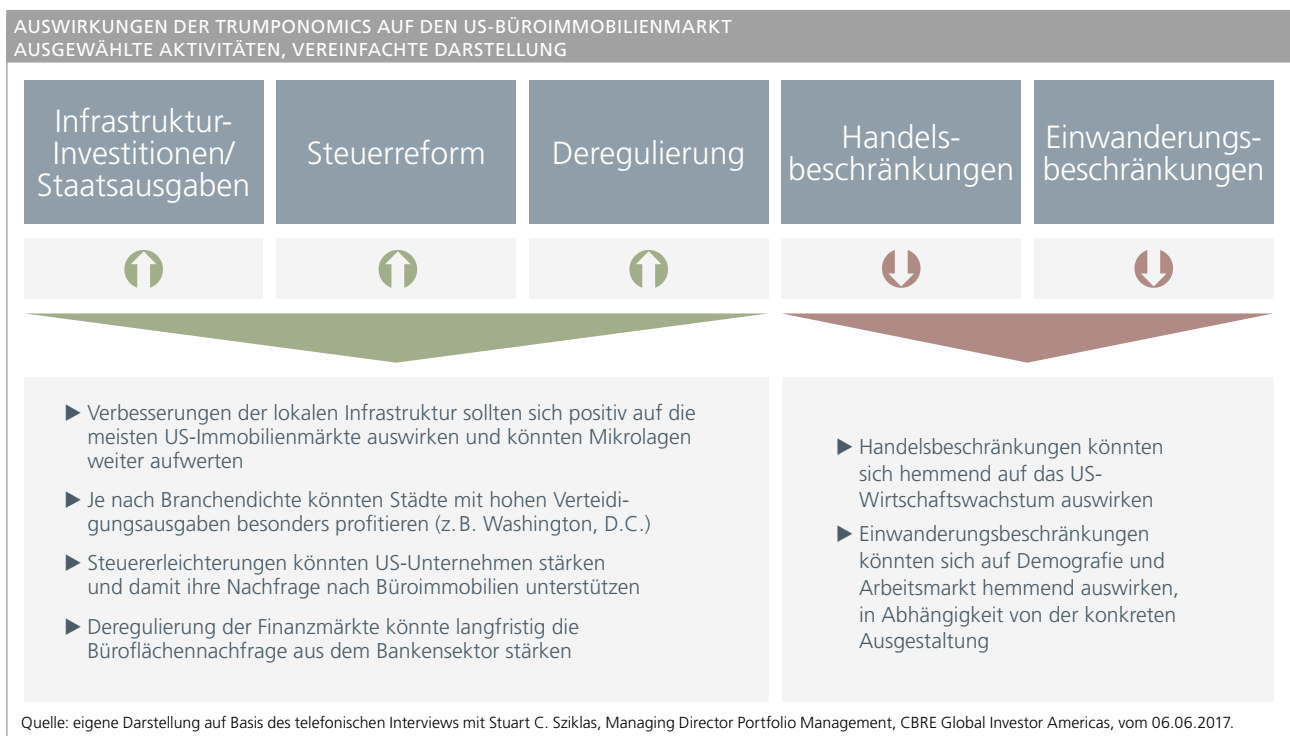 AUSWIRKUNGEN DER TRUMPONOMICS AUF DEN US-BÜROIMMOBILIENMARKT
AUSGEWÄHLTE AKTIVITÄTEN, VEREINFACHTE DARSTELLUNG
Infrastruktur-
Investitionen/
Staatsausgaben
Steuerreform
Deregulierung
Handels-
beschränkungen
Einwanderungs-
beschränkungen
▶ Verbesserungen der lokalen Infrastruktur sollten sich positiv auf die
meisten US-Immobilienmärkte auswirken und könnten Mikrolagen
weiter aufwerten
▶ Je nach Branchendichte könnten Städte mit hohen Verteidi-
gungsausgaben besonders profitieren (z. B. Washington, D.C.)
▶ Steuererleichterungen könnten US-Unternehmen stärken
und damit ihre Nachfrage nach Büroimmobilien unterstützen
▶ Deregulierung der Finanzmärkte könnte langfristig die
Büroflächennachfrage aus dem Bankensektor stärken
▶ Handelsbeschränkungen könnten
sich hemmend auf das US-
Wirtschaftswachstum auswirken
▶ Einwanderungsbeschränkungen
könnten sich auf Demografie und
Arbeitsmarkt hemmend auswirken,
in Abhängigkeit von der konkreten
Ausgestaltung
Quelle: eigene Darstellung auf Basis des telefonischen Interviews mit Stuart C. Sziklas, Managing Director Portfolio Management, CBRE Global Investor Americas, vom 06.06.2017.